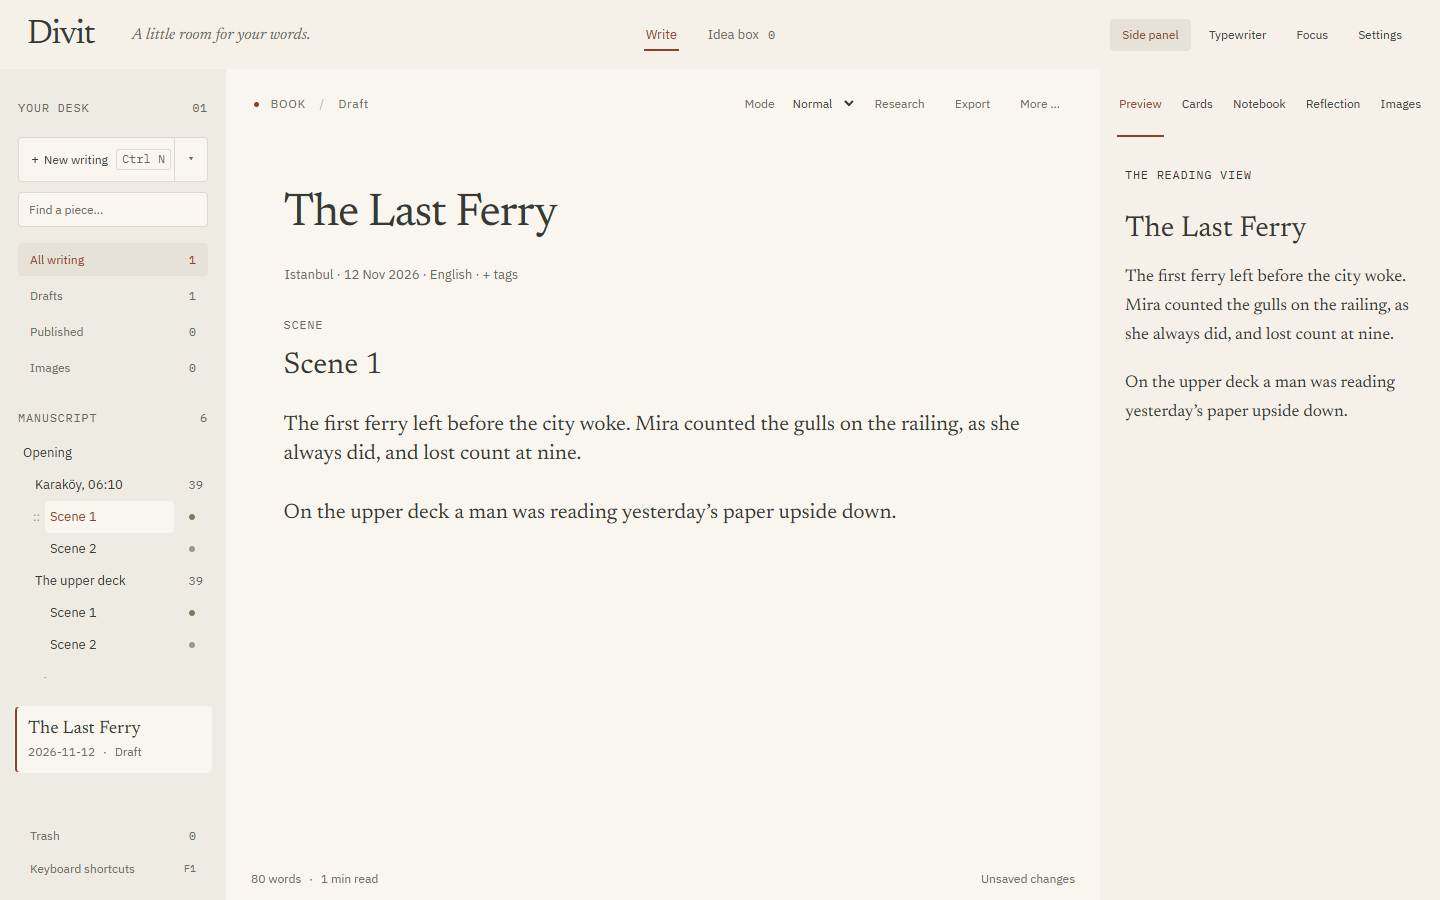 Divit
A little room for your words.
Write
Idea box 0
Side panel
Typewriter
Focus
Settings
YOUR DESK 01
+ New writing Ctrl N
Find a piece...
All writing 1
Drafts 1
Published 0
Images 0
MANUSCRIPT 6
Opening
Karaköy, 06:10 39
Scene 1
Scene 2
The upper deck 39
Scene 1
Scene 2
The Last Ferry
2026-11-12 · Draft
Trash 0
Keyboard shortcuts F1
BOOK / Draft
Mode Normal
Research
Export
More ...
The Last Ferry
Istanbul · 12 Nov 2026 · English · + tags
SCENE
Scene 1
The first ferry left before the city woke. Mira counted the gulls on the railing, as she
always did, and lost count at nine.
On the upper deck a man was reading yesterday’s paper upside down.
80 words · 1 min read
Unsaved changes
Preview
Cards
Notebook
Reflection
Images
THE READING VIEW
The Last Ferry
The first ferry left before the city woke.
Mira counted the gulls on the railing, as
she always did, and lost count at nine.
On the upper deck a man was reading
yesterday’s paper upside down.